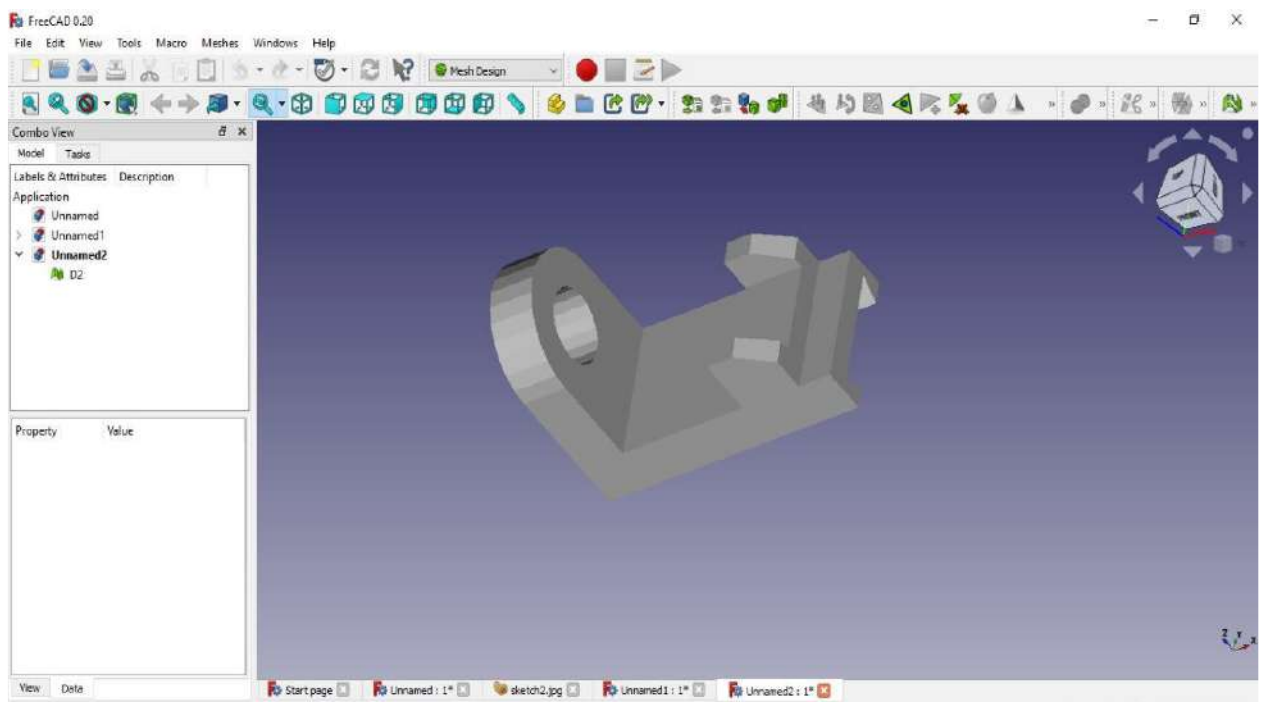 FreeCAD 0.20
File Edit View Tools Macro Meshes Windows Help
Mesh Design
Combo View
Model Tasks
Labels & Attributes Description
Application
Unnamed
Unnamed1
Unnamed2
D2
Property Value
View Data
Start page Unnamed : 1* sketch2.jpg Unnamed1 : 1* Unnamed2 : 1*
Z Y X